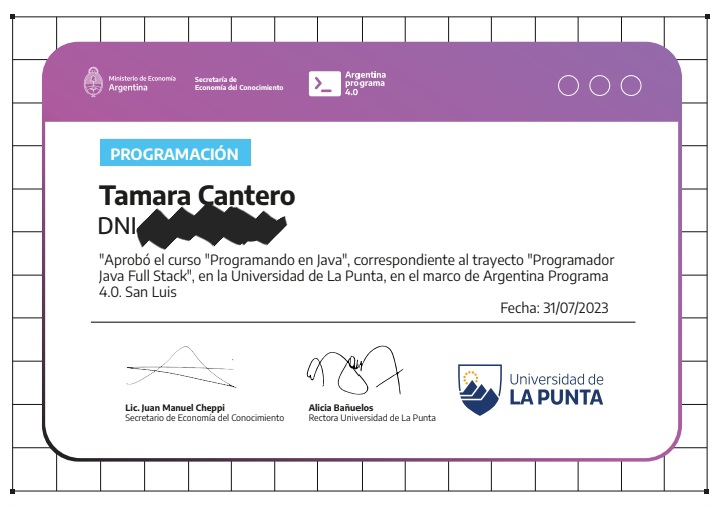 Ministerio de Economía
Argentina
Secretaría de
Economía del Conocimiento
Argentina
programa
4.0
PROGRAMACIÓN
Tamara Cantero
DNI
"Aprobó el curso "Programando en Java", correspondiente al trayecto "Programador
Java Full Stack", en la Universidad de La Punta, en el marco de Argentina Programa
4.0. San Luis
Fecha: 31/07/2023
Lic. Juan Manuel Cheppi
Secretario de Economía del Conocimiento
Alicia Bañuelos
Rectora Universidad de La Punta
Universidad de
LA PUNTA